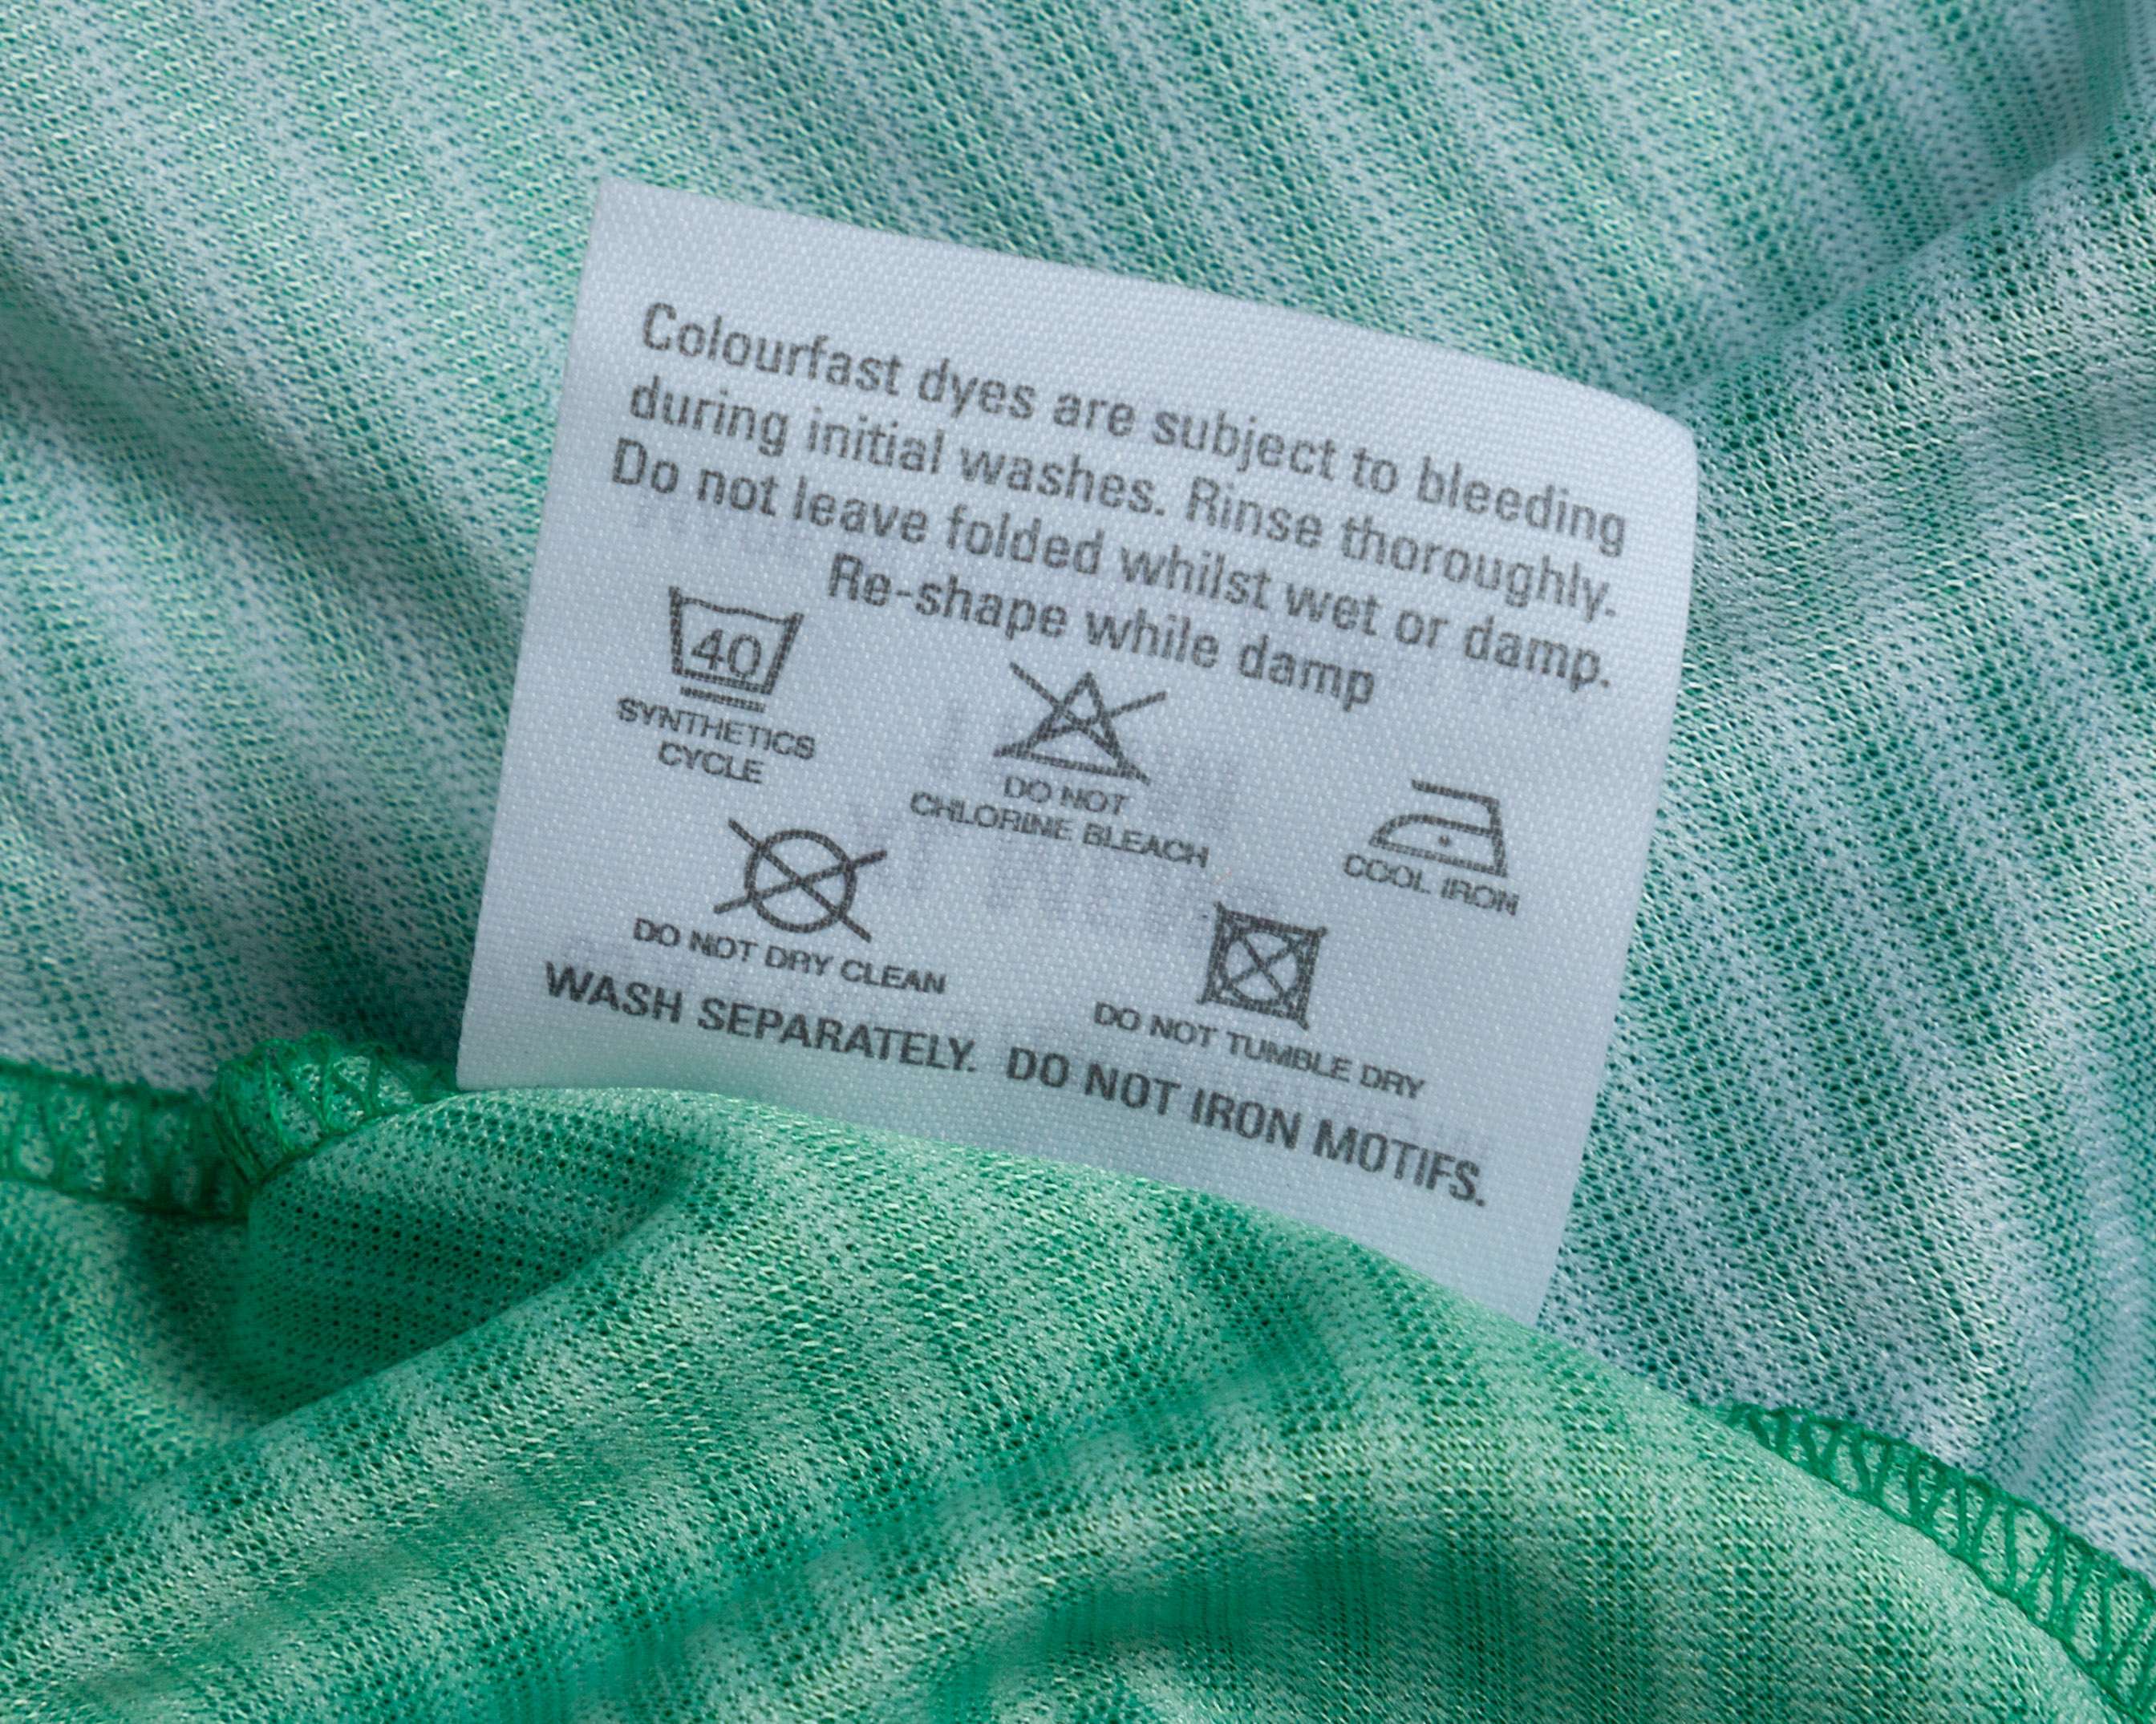 Colourfast dyes are subject to bleeding
during initial washes. Rinse thoroughly.
Do not leave folded whilst wet or damp.
Re-shape while damp
40
SYNTHETICS
CYCLE
DO NOT
CHLORINE BLEACH
COOL IRON
DO NOT DRY CLEAN
DO NOT TUMBLE DRY
WASH SEPARATELY. DO NOT IRON MOTIFS.